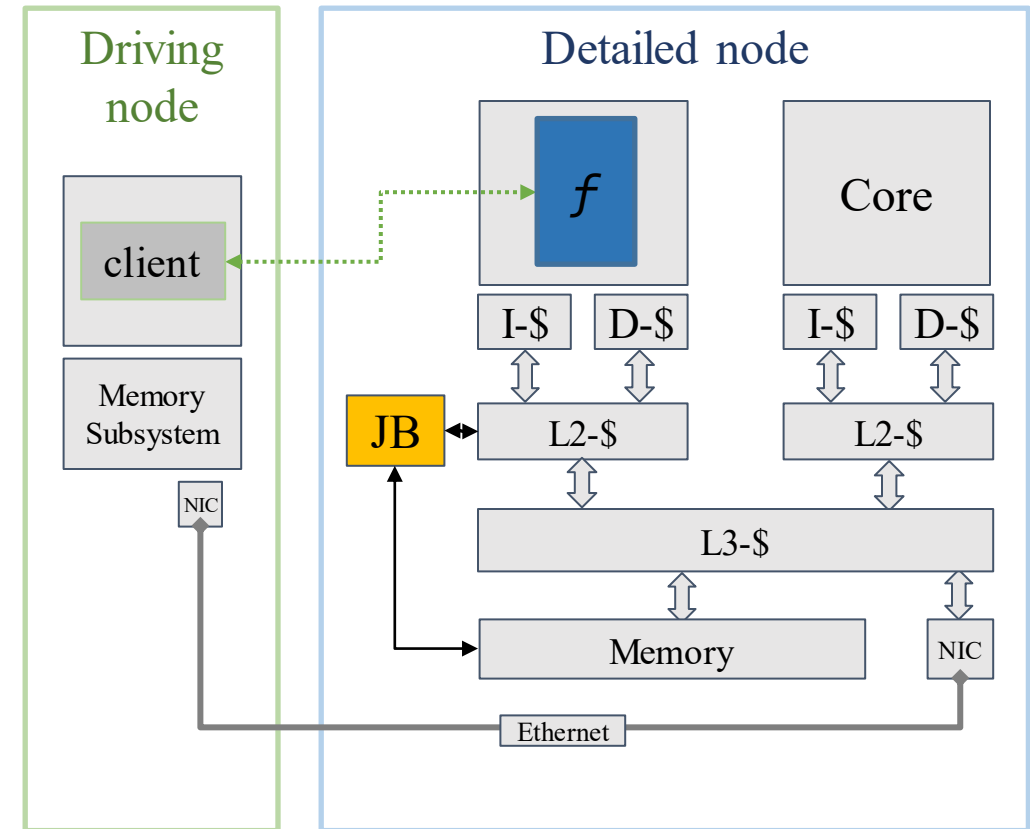 Driving
node
client
Memory
Subsystem
NIC
Detailed node
f
Core
I-$
D-$
I-$
D-$
JB
L2-$
L2-$
L3-$
Memory
NIC
Ethernet